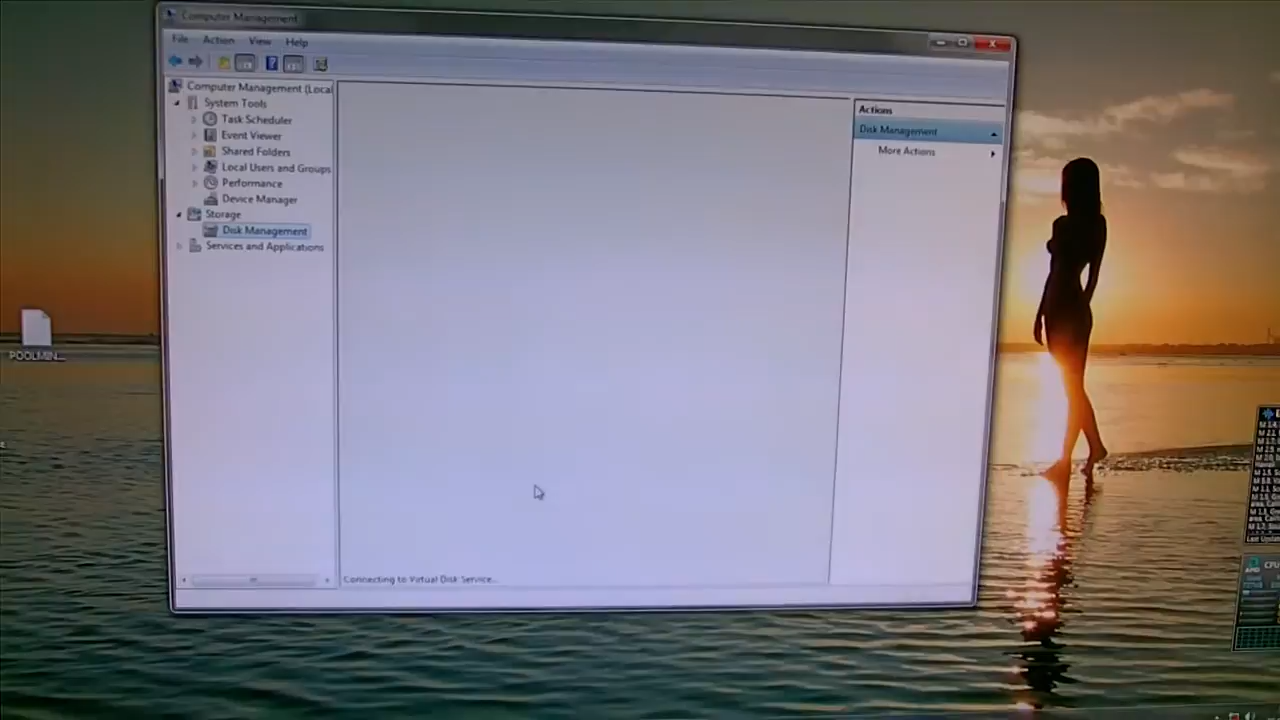 Computer Management
File Action View Help
Computer Management (Local
System Tools
Task Scheduler
Event Viewer
Shared Folders
Local Users and Groups
Performance
Device Manager
Storage
Disk Management
Services and Applications
Actions
Disk Management
More Actions
Connecting to Virtual Disk Service...
POOLMIN...
CPU